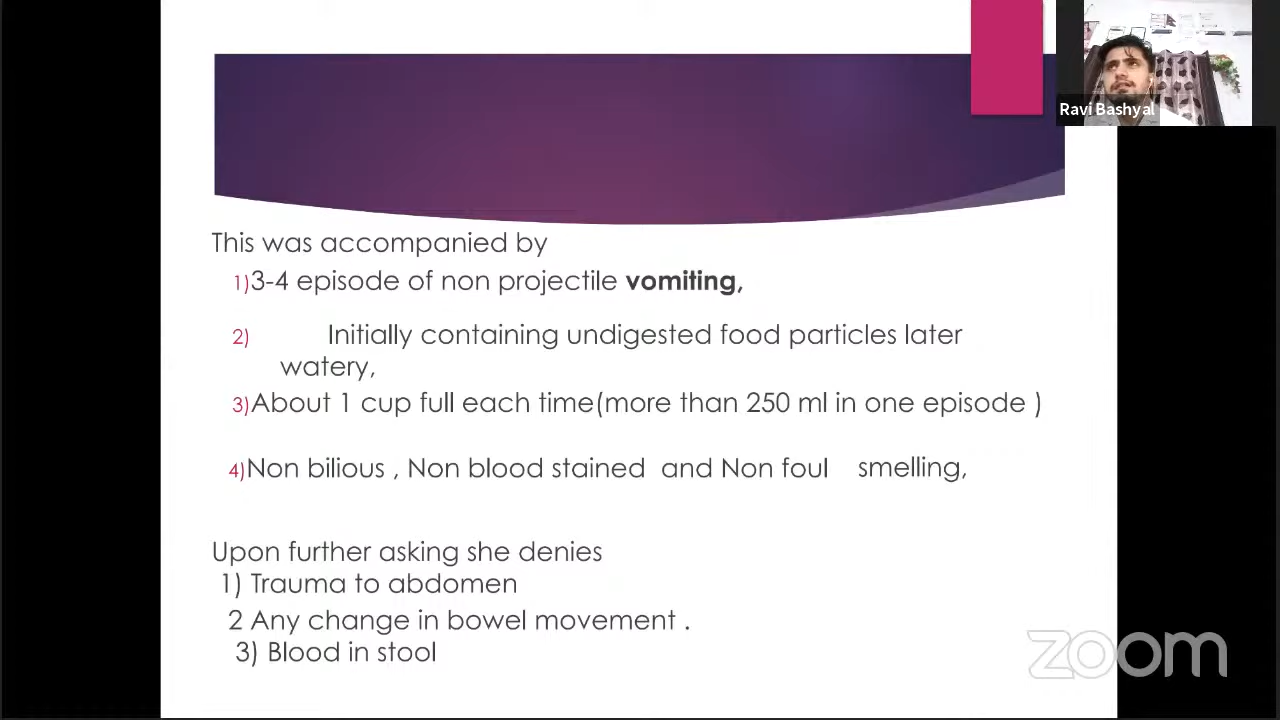 Ravi Bashyal
This was accompanied by
1)3-4 episode of non projectile vomiting,
2) Initially containing undigested food particles later
watery,
3)About 1 cup full each time(more than 250 ml in one episode )
4)Non bilious , Non blood stained and Non foul smelling,
Upon further asking she denies
1) Trauma to abdomen
2 Any change in bowel movement .
3) Blood in stool
zoom